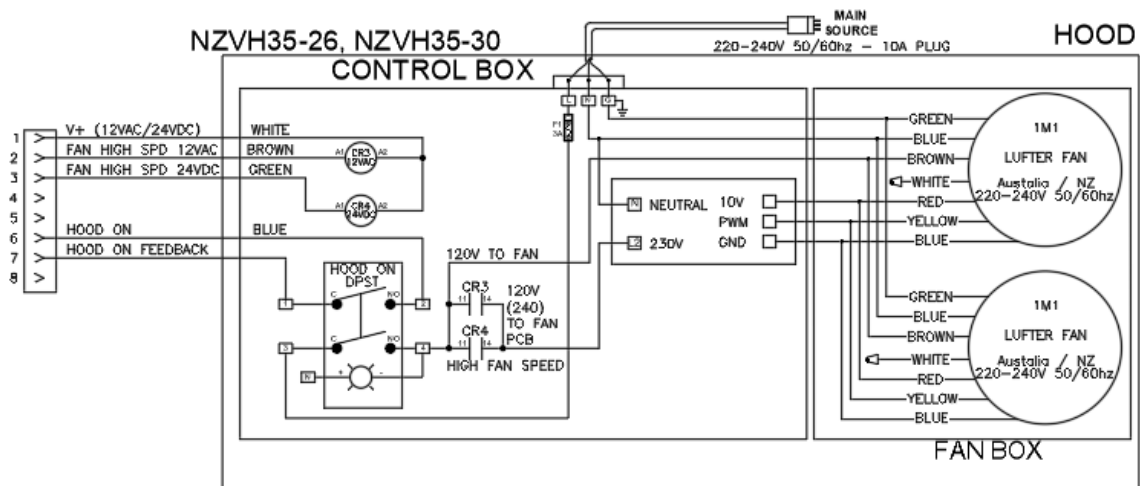 MAIN
SOURCE
220-240V 50/60hz - 10A PLUG
HOOD
NZVH35-26, NZVH35-30
CONTROL BOX
L N G
F1
3A
1 V+ (12VAC/24VDC) WHITE
2 FAN HIGH SPD 12VAC BROWN
3 FAN HIGH SPD 24VDC GREEN
4
5
6 HOOD ON BLUE
7 HOOD ON FEEDBACK
8
A1 CR3 A2
12VAC
A1 CR4 A2
24VDC
HOOD ON
DPST
1 C NO 2
3 C NO 4
N + -
120V TO FAN
CR3
11 14
CR4
11 14
120V
(240)
TO FAN
PCB
HIGH FAN SPEED
N NEUTRAL 10V
PWM
L2 230V GND
GREEN
BLUE
BROWN
WHITE
RED
YELLOW
BLUE
1M1
LUFTER FAN
Austalia / NZ
220-240V 50/60hz
GREEN
BLUE
BROWN
WHITE
RED
YELLOW
BLUE
1M1
LUFTER FAN
Austalia / NZ
220-240V 50/60hz
FAN BOX